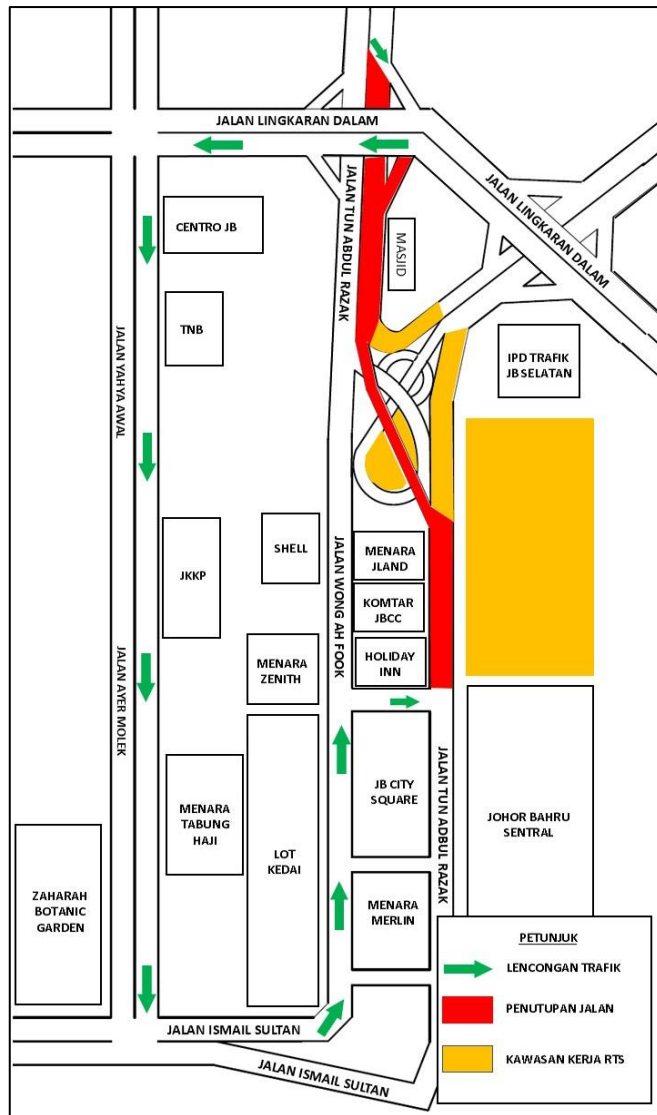 JALAN LINGKARAN DALAM
JALAN LINGKARAN DALAM
CENTRO JB
JALAN TUN ABDUL RAZAK
MASJID
TNB
JALAN YAHYA AWAL
IPD TRAFIK
JB SELATAN
SHELL
JKKP
JALAN WONG AH FOOK
MENARA
JLAND
KOMTAR
JBCC
HOLIDAY
INN
MENARA
ZENITH
JALAN AYER MOLEK
MENARA
TABUNG
HAJI
LOT
KEDAI
JB CITY
SQUARE
JALAN TUN ADBUL RAZAK
JOHOR BAHRU
SENTRAL
ZAHARAH
BOTANIC
GARDEN
MENARA
MERLIN
PETUNJUK
LENCONGAN TRAFIK
PENUTUPAN JALAN
KAWASAN KERJA RTS
JALAN ISMAIL SULTAN
JALAN ISMAIL SULTAN